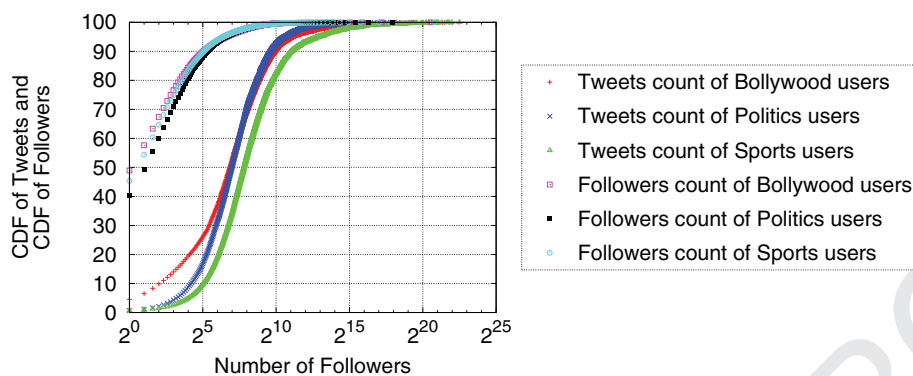 CDF of Tweets and
CDF of Followers
100
90
80
70
60
50
40
30
20
10
0
2^0 2^5 2^10 2^15 2^20 2^25
Number of Followers
Tweets count of Bollywood users
Tweets count of Politics users
Tweets count of Sports users
Followers count of Bollywood users
Followers count of Politics users
Followers count of Sports users